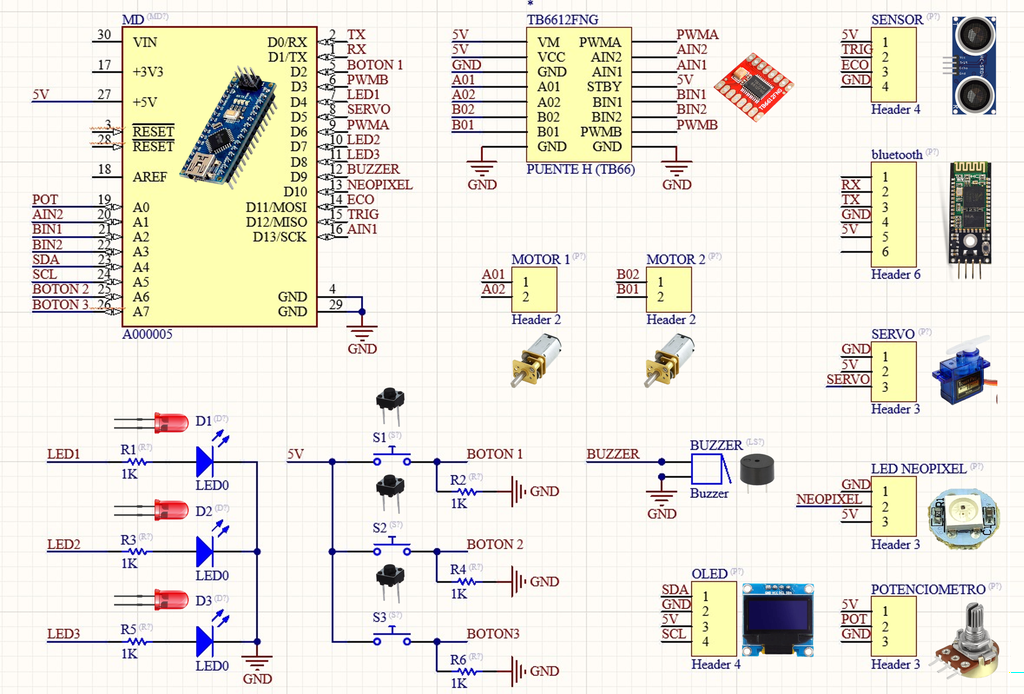 MD (MD?)
30 VIN
17 +3V3
5V 27 +5V
3 RESET
28 RESET
18 AREF
POT 19 A0
AIN2 20 A1
BIN1 21 A2
BIN2 22 A3
SDA 23 A4
SCL 24 A5
BOTON 2 25 A6
BOTON 3 26 A7
D0/RX 2 TX
D1/TX 1 RX
D2 5 BOTON 1
D3 6 PWMB
D4 7 LED1
D5 8 SERVO
D6 9 PWMA
D7 10 LED2
D8 11 LED3
D9 12 BUZZER
D10 13 NEOPIXEL
D11/MOSI 14 ECO
D12/MISO 15 TRIG
D13/SCK 16 AIN1
GND 4
GND 29
GND
A000005
*
TB6612FNG
5V VM PWMA PWMA
5V VCC AIN2 AIN2
GND GND AIN1 AIN1
A01 A01 STBY 5V
A02 A02 BIN1 BIN1
B02 B02 BIN2 BIN2
B01 B01 PWMB PWMB
GND GND
GND GND
PUENTE H (TB66)
TB6612FNG
SENSOR (P?)
5V 1
TRIG 2
ECO 3
GND 4
Header 4
bluetooth (P?)
1
RX 2
TX 3
GND 4
5V 5
6
Header 6
MOTOR 1 (P?)
A01 1
A02 2
Header 2
MOTOR 2 (P?)
B02 1
B01 2
Header 2
SERVO (P?)
GND 1
5V 2
SERVO 3
Header 3
D1 (D?)
LED1 R1 (R?)
1K LED0
D2 (D?)
LED2 R3 (R?)
1K LED0
D3 (D?)
LED3 R5 (R?)
1K LED0
GND
S1 (S?)
5V BOTON 1
R2 (R?)
1K GND
S2 (S?)
BOTON 2
R4 (R?)
1K GND
S3 (S?)
BOTON3
R6 (R?)
1K GND
BUZZER BUZZER (LS?)
Buzzer
GND
LED NEOPIXEL (P?)
GND 1
NEOPIXEL 2
5V 3
Header 3
OLED (P?)
SDA 1
GND 2
5V 3
SCL 4
Header 4
POTENCIOMETRO (P?)
5V 1
POT 2
GND 3
Header 3